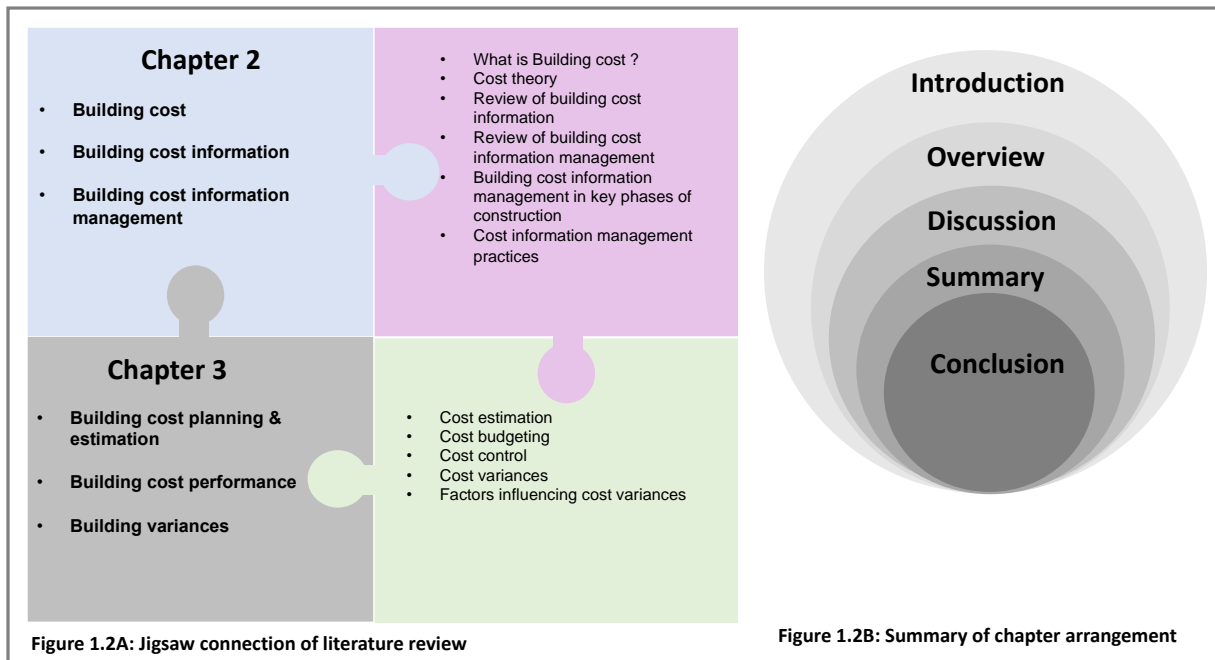 Chapter 2
• Building cost
• Building cost information
• Building cost information
management
• What is Building cost ?
• Cost theory
• Review of building cost
information
• Review of building cost
information management
• Building cost information
management in key phases of
construction
• Cost information management
practices
Chapter 3
• Building cost planning &
estimation
• Building cost performance
• Building variances
• Cost estimation
• Cost budgeting
• Cost control
• Cost variances
• Factors influencing cost variances
Figure 1.2A: Jigsaw connection of literature review
Introduction
Overview
Discussion
Summary
Conclusion
Figure 1.2B: Summary of chapter arrangement